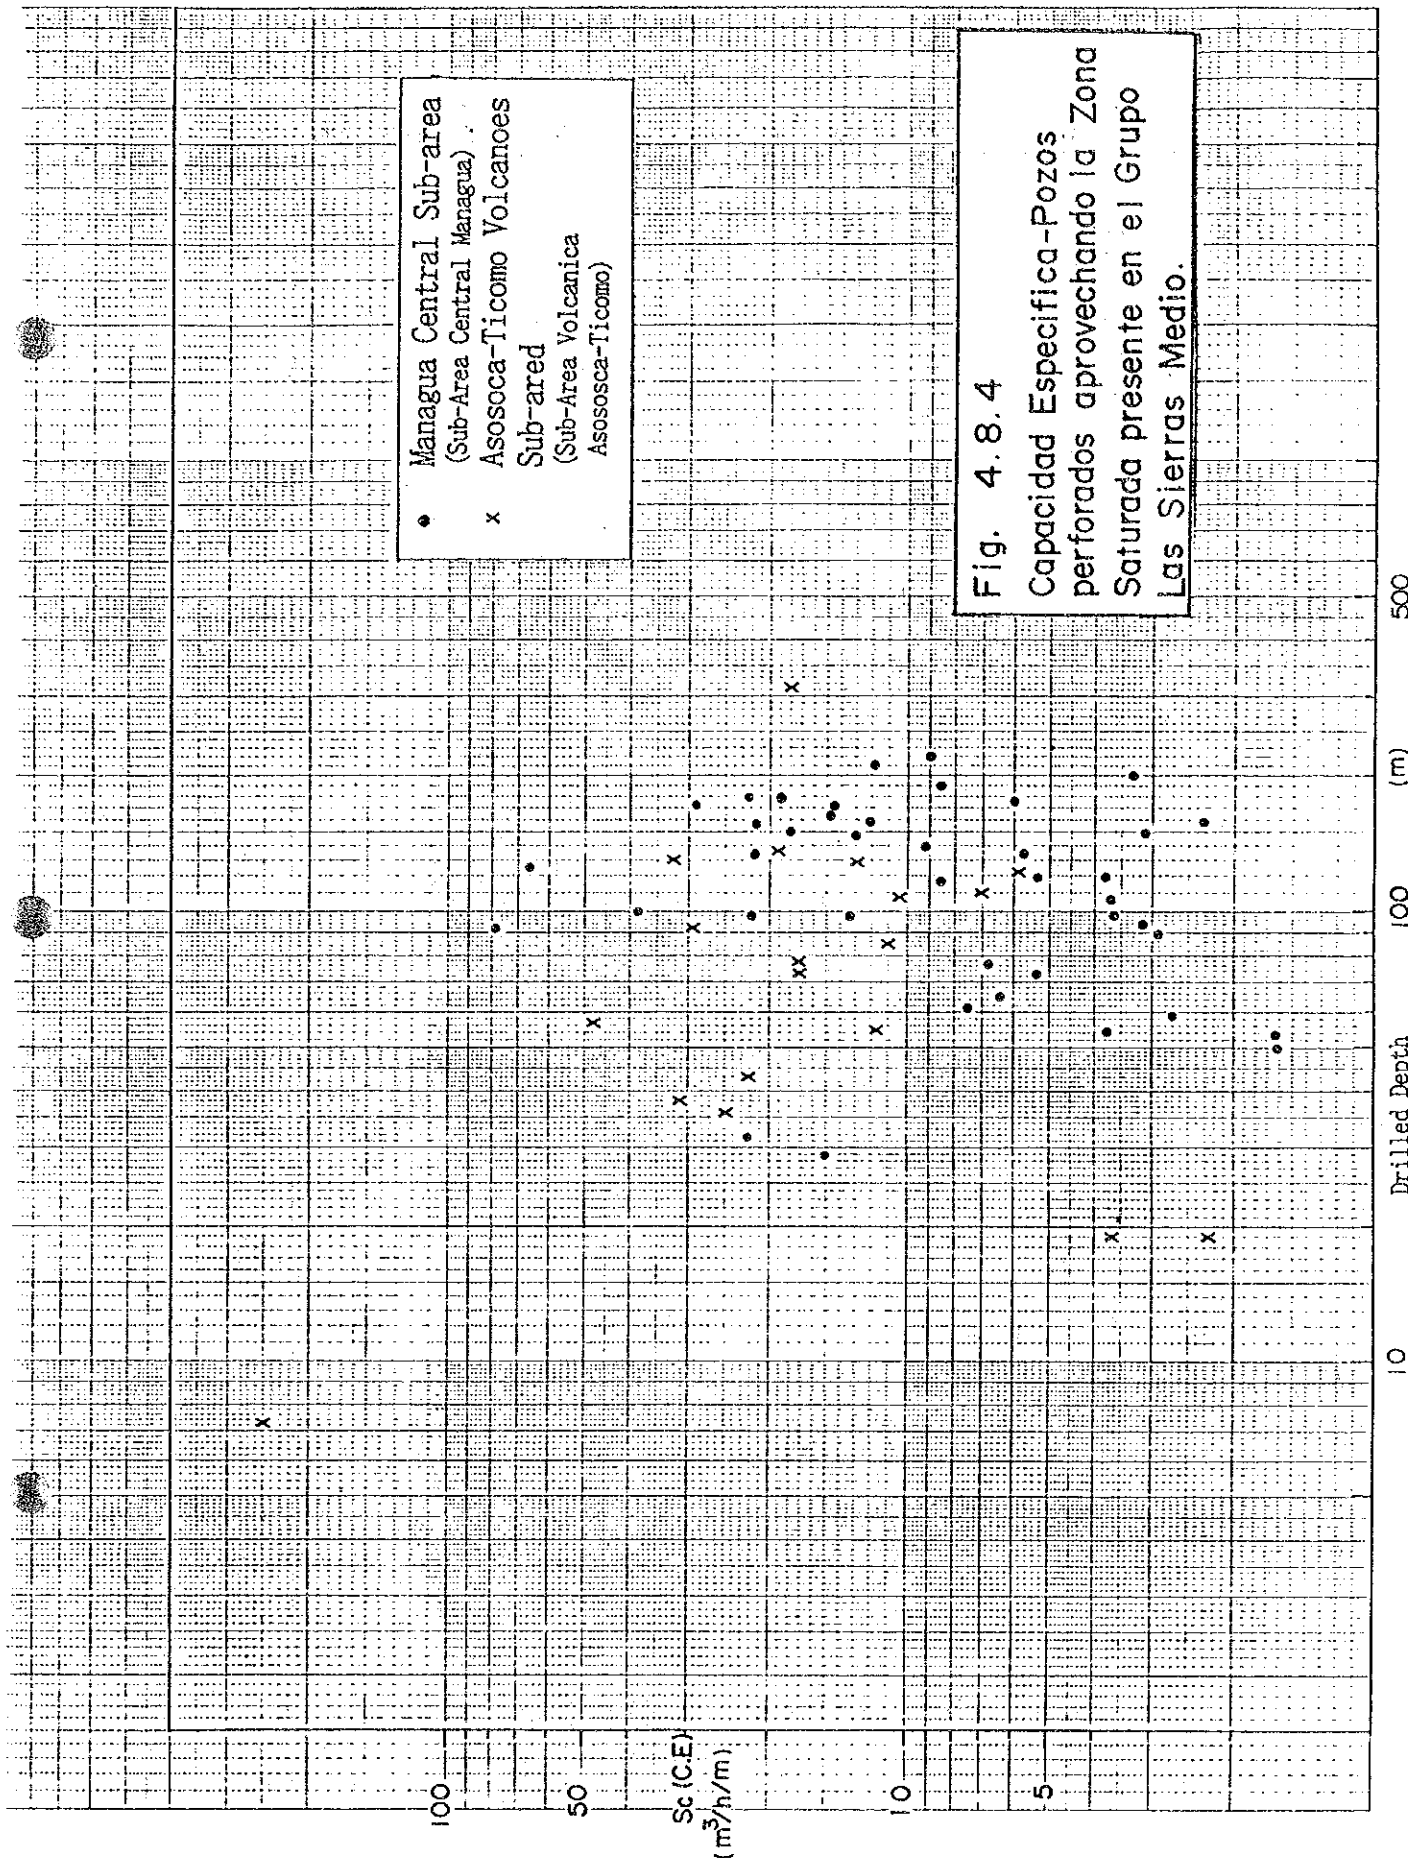 Managua Central Sub-area
(Sub-Area Central Managua).
Asososca-Ticomo Volcanoes
Sub-ared
(Sub-Area Volcanica
Asososca-Ticomo)
Fig. 4.8.4
Capacidad Especifica-Pozos
perforados aprovechando la Zona
Saturada presente en el Grupo
Las Sierras Medio.
100
50
Sc (C.E)
(m³/h/m)
10
5
10
Drilled Depth
100
(m)
500